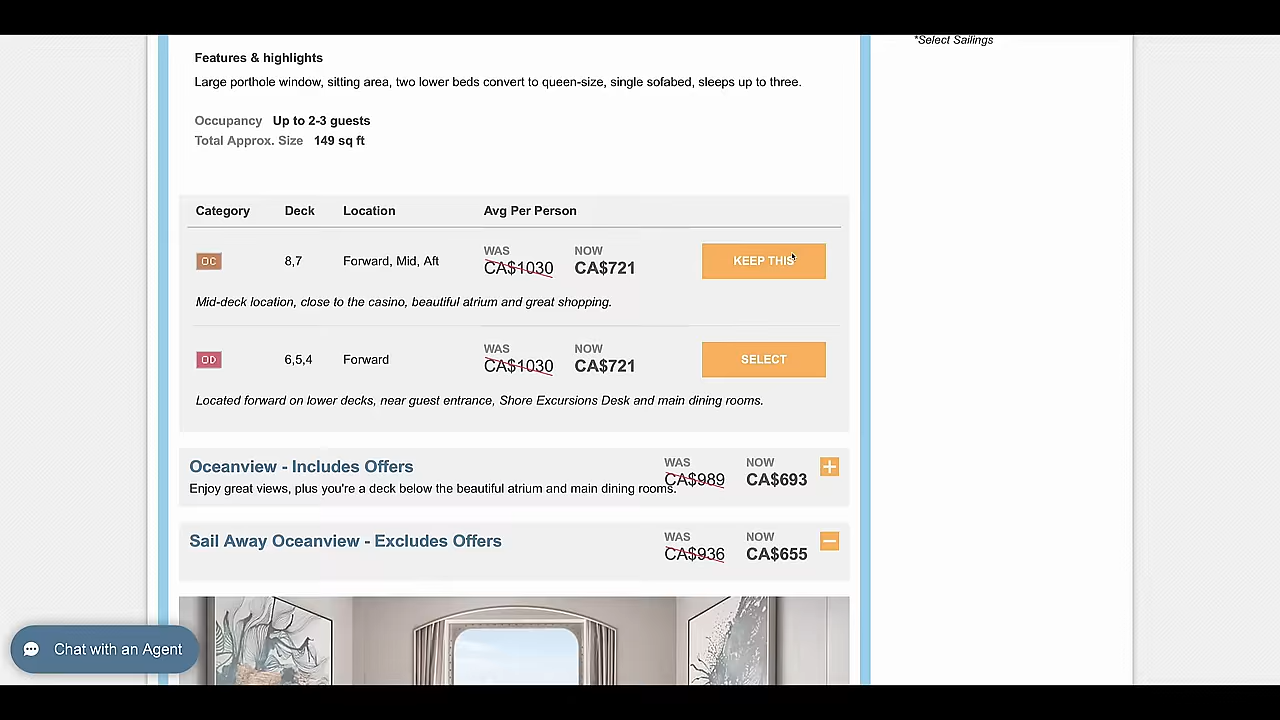 *Select Sailings
Features & highlights
Large porthole window, sitting area, two lower beds convert to queen-size, single sofabed, sleeps up to three.
Occupancy Up to 2-3 guests
Total Approx. Size 149 sq ft
Category Deck Location Avg Per Person
WAS NOW
OC 8,7 Forward, Mid, Aft CA$1030 CA$721 KEEP THIS
Mid-deck location, close to the casino, beautiful atrium and great shopping.
WAS NOW
OD 6,5,4 Forward CA$1030 CA$721 SELECT
Located forward on lower decks, near guest entrance, Shore Excursions Desk and main dining rooms.
Oceanview - Includes Offers WAS NOW
CA$989 CA$693
Enjoy great views, plus you're a deck below the beautiful atrium and main dining rooms.
Sail Away Oceanview - Excludes Offers WAS NOW
CA$936 CA$655
Chat with an Agent